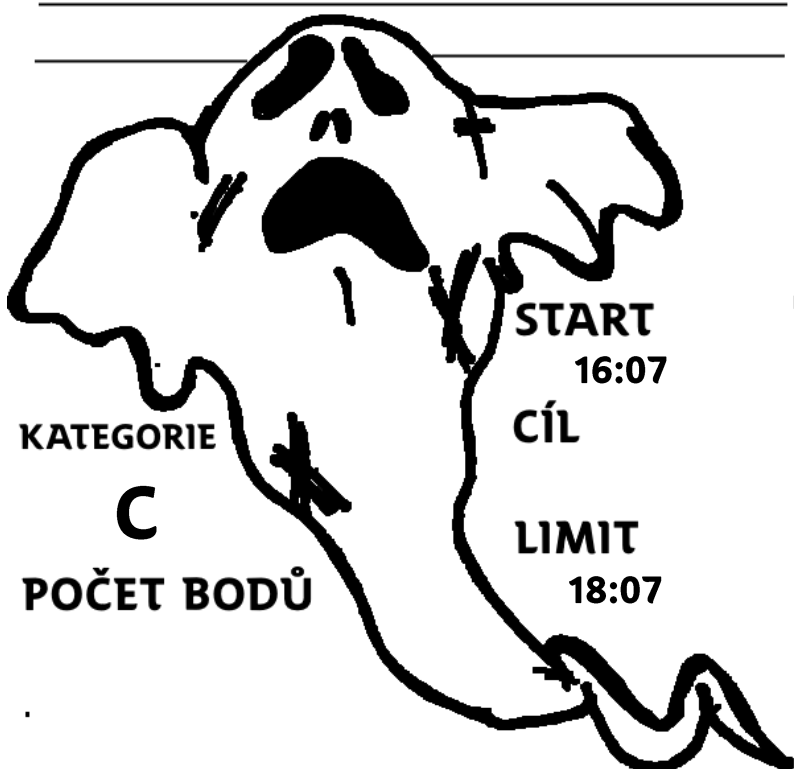 START
16:07
CÍL
KATEGORIE
C
LIMIT
18:07
POČET BODŮ